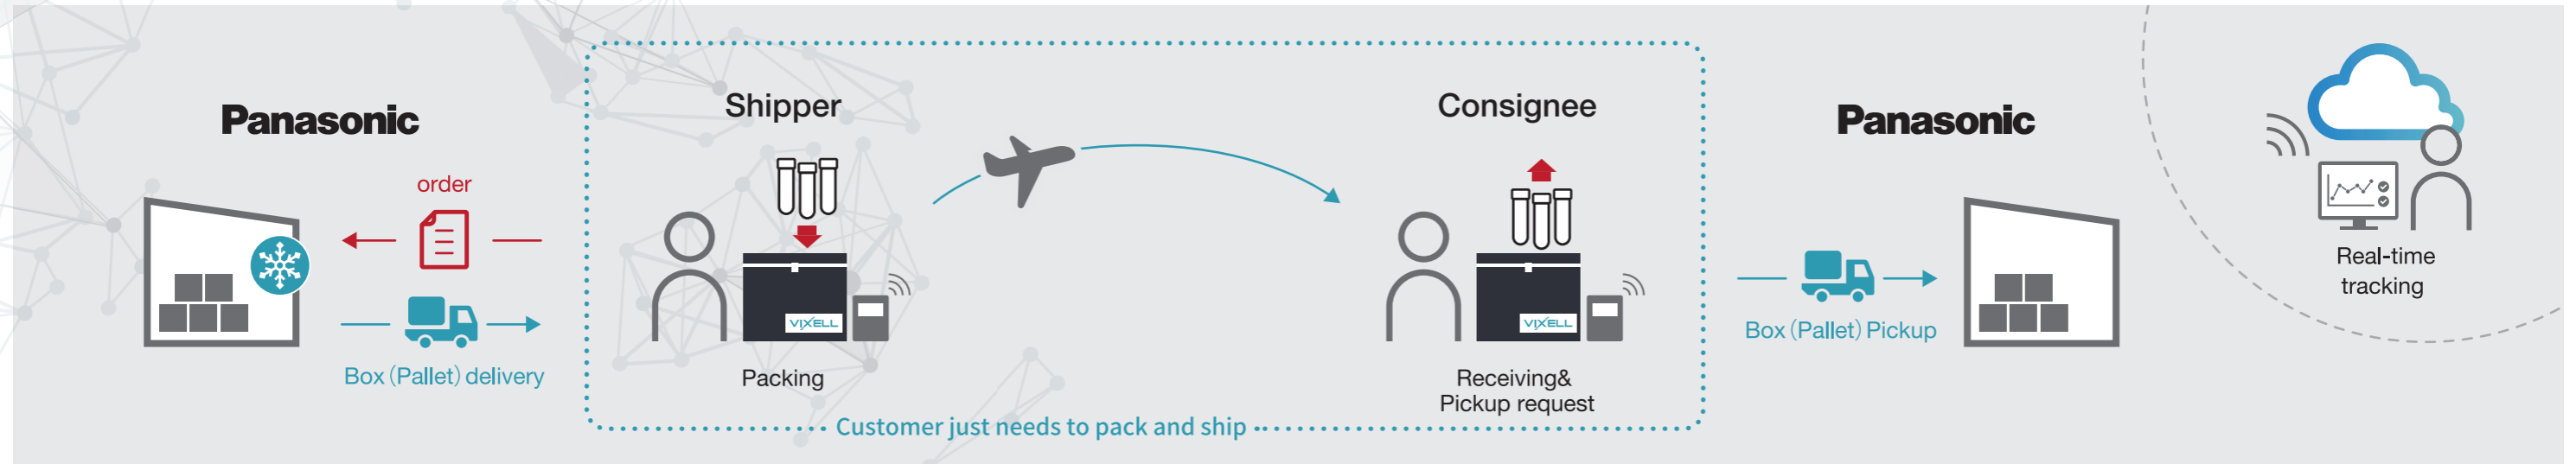 Panasonic
order
Box (Pallet) delivery
Shipper
VIXELL
Packing
Consignee
VIXELL
Receiving&
Pickup request
Customer just needs to pack and ship
Panasonic
Box (Pallet) Pickup
Real-time
tracking